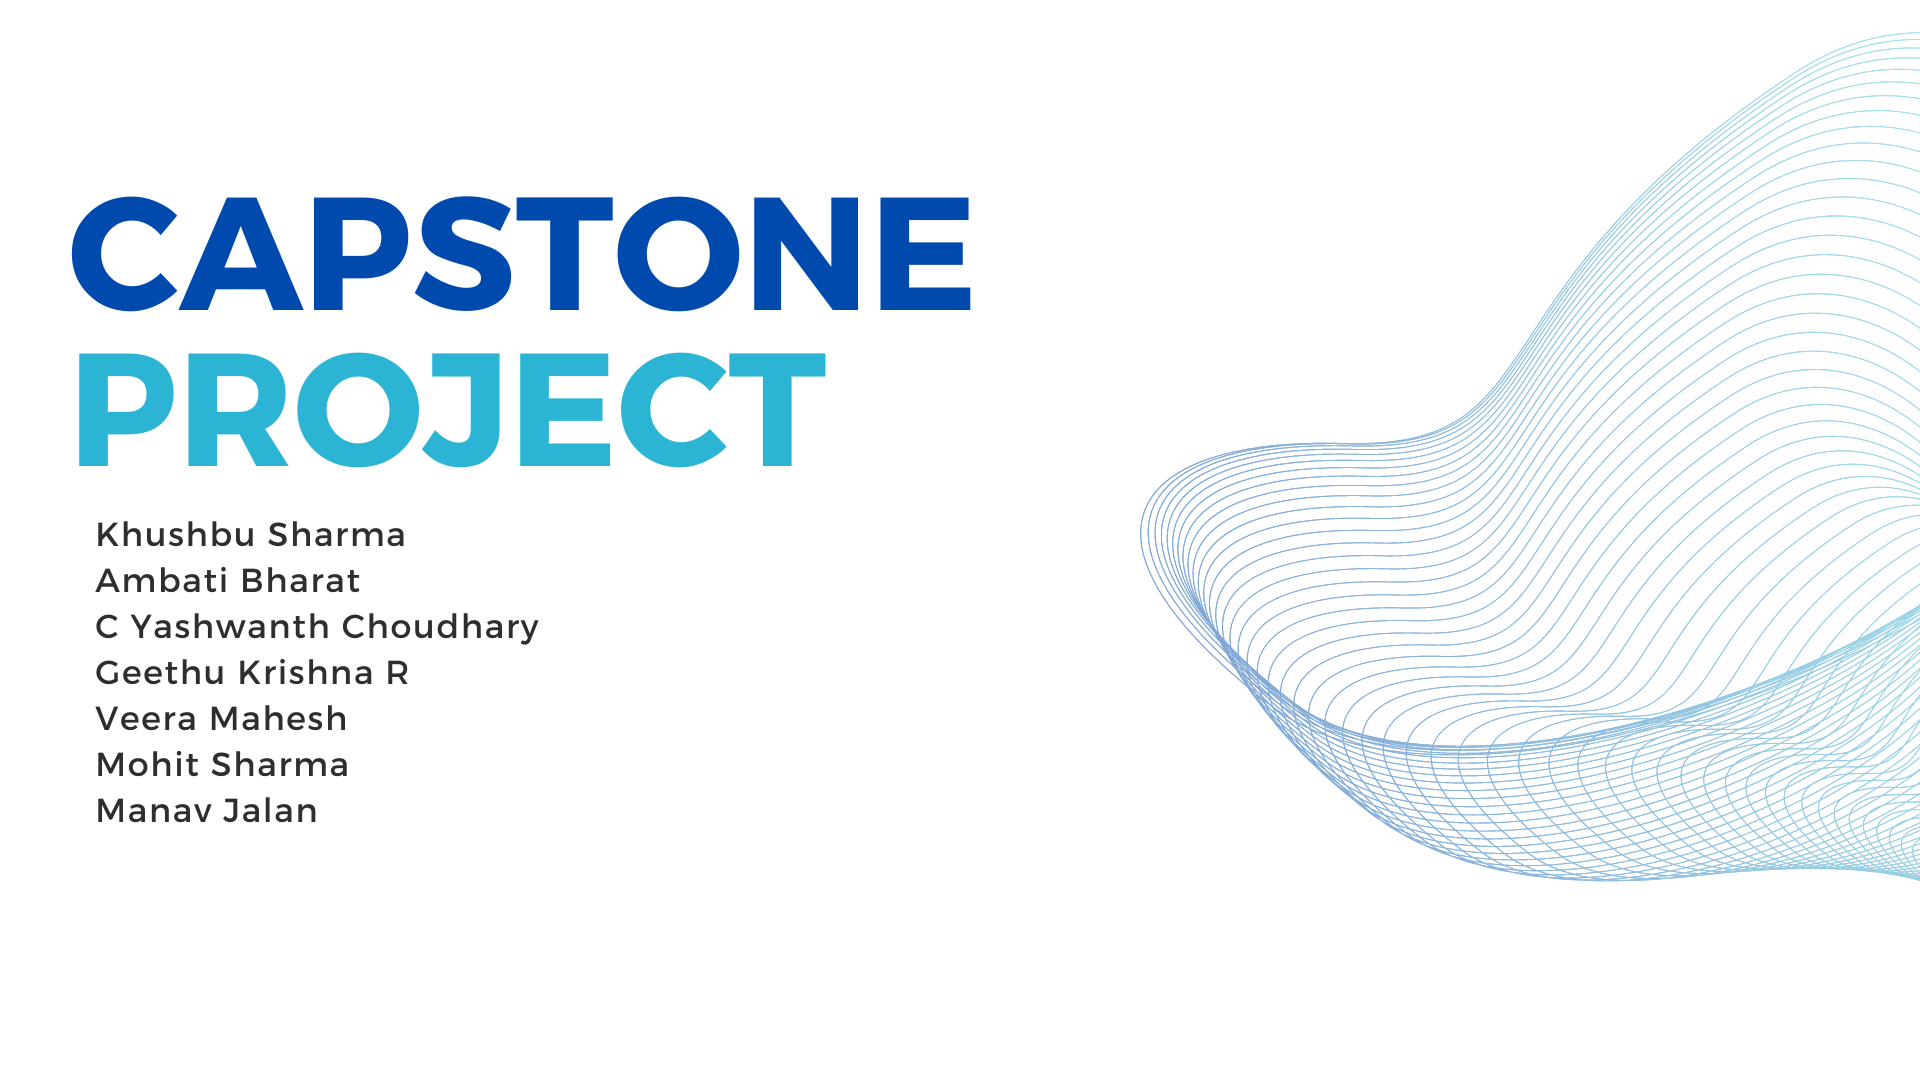 CAPSTONE
PROJECT
Khushbu Sharma
Ambati Bharat
C Yashwanth Choudhary
Geethu Krishna R
Veera Mahesh
Mohit Sharma
Manav Jalan